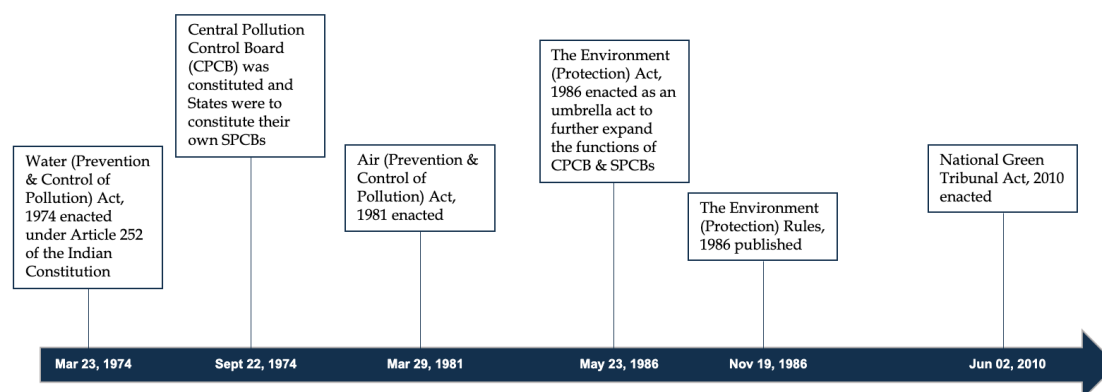 Water (Prevention
& Control of
Pollution) Act,
1974 enacted
under Article 252
of the Indian
Constitution
Central Pollution
Control Board
(CPCB) was
constituted and
States were to
constitute their
own SPCBs
Air (Prevention &
Control of
Pollution) Act,
1981 enacted
The Environment
(Protection) Act,
1986 enacted as an
umbrella act to
further expand
the functions of
CPCB & SPCBs
The Environment
(Protection) Rules,
1986 published
National Green
Tribunal Act, 2010
enacted
Mar 23, 1974
Sept 22, 1974
Mar 29, 1981
May 23, 1986
Nov 19, 1986
Jun 02, 2010